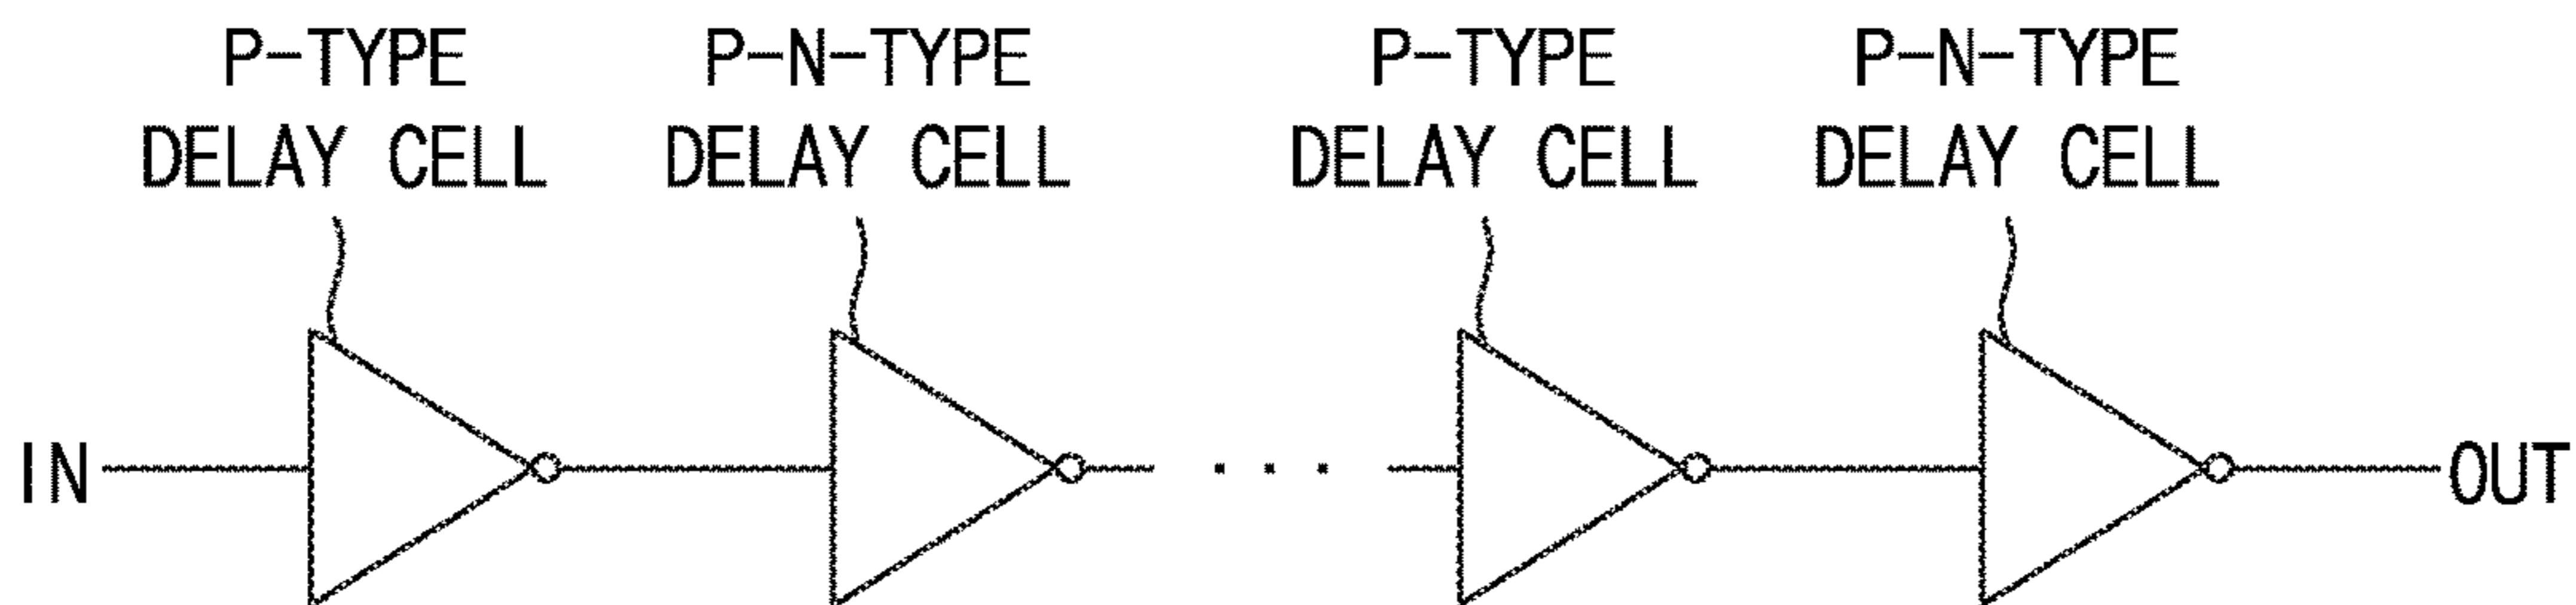 P-TYPE
DELAY CELL
P-N-TYPE
DELAY CELL
P-TYPE
DELAY CELL
P-N-TYPE
DELAY CELL
IN
. . .
OUT